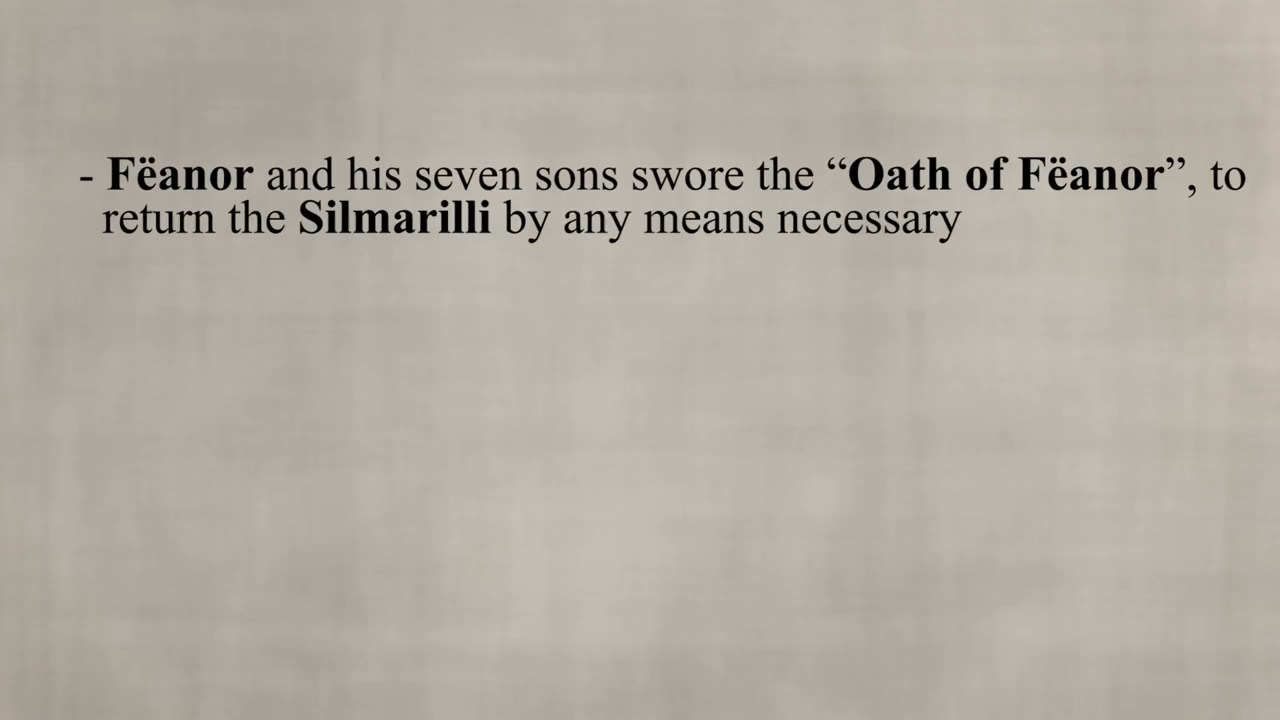 - Fëanor and his seven sons swore the “Oath of Fëanor”, to
return the Silmarilli by any means necessary